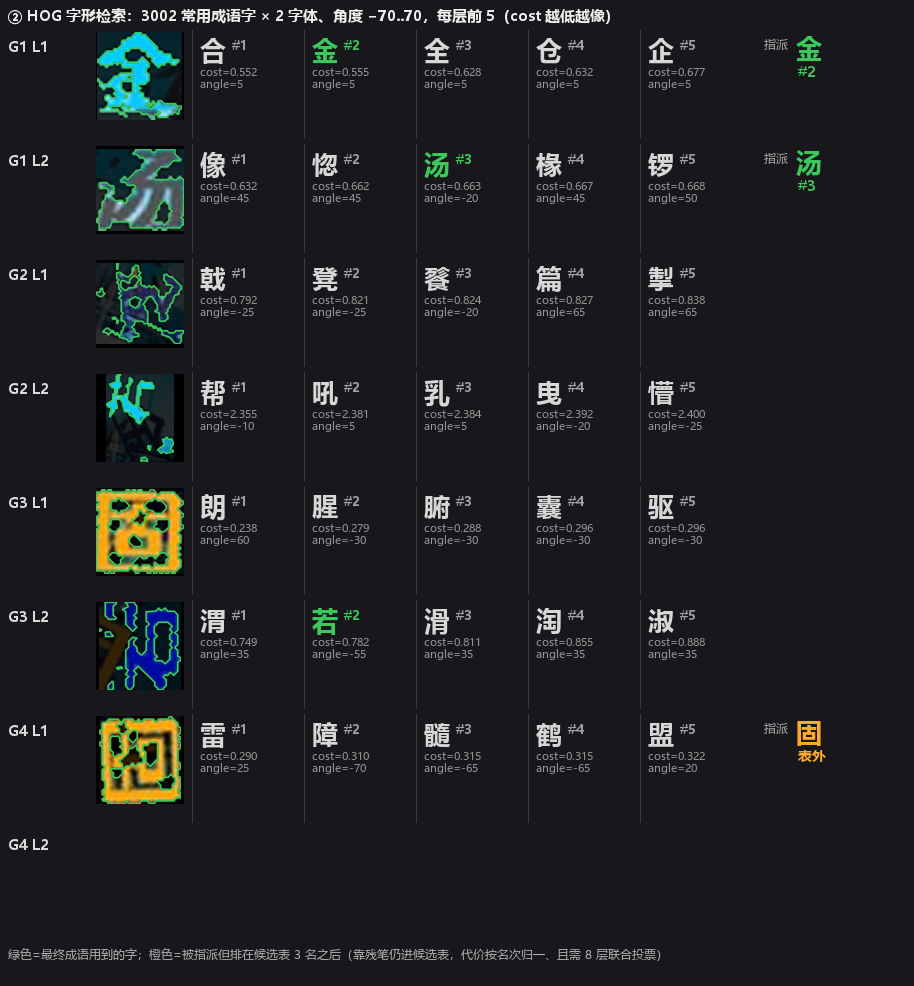 ② HOG 字形检索：3002 常用成语字 × 2 字体、角度 −70..70，每层前 5（cost 越低越像）
G1 L1 合 #1 cost=0.552 angle=5 金 #2 cost=0.555 angle=5 全 #3 cost=0.628 angle=5 仓 #4 cost=0.632 angle=5 企 #5 cost=0.677 angle=5 指派 金 #2
G1 L2 像 #1 cost=0.632 angle=45 惚 #2 cost=0.662 angle=45 汤 #3 cost=0.663 angle=-20 椽 #4 cost=0.667 angle=45 锣 #5 cost=0.668 angle=50 指派 汤 #3
G2 L1 戟 #1 cost=0.792 angle=-25 凳 #2 cost=0.821 angle=-25 餮 #3 cost=0.824 angle=-20 篇 #4 cost=0.827 angle=65 掣 #5 cost=0.838 angle=65
G2 L2 帮 #1 cost=2.355 angle=-10 吼 #2 cost=2.381 angle=5 乳 #3 cost=2.384 angle=5 曳 #4 cost=2.392 angle=-20 懵 #5 cost=2.400 angle=-25
G3 L1 朗 #1 cost=0.238 angle=60 腥 #2 cost=0.279 angle=-30 腑 #3 cost=0.288 angle=-30 囊 #4 cost=0.296 angle=-30 驱 #5 cost=0.296 angle=-30
G3 L2 渭 #1 cost=0.749 angle=35 若 #2 cost=0.782 angle=-55 滑 #3 cost=0.811 angle=35 淘 #4 cost=0.855 angle=35 淑 #5 cost=0.888 angle=35
G4 L1 雷 #1 cost=0.290 angle=25 障 #2 cost=0.310 angle=-70 髓 #3 cost=0.315 angle=-65 鹤 #4 cost=0.315 angle=-65 盟 #5 cost=0.322 angle=20 指派 固 表外
G4 L2
绿色=最终成语用到的字；橙色=被指派但排在候选表 3 名之后（靠残笔仍进候选表，代价按名次归一、且需 8 层联合投票）